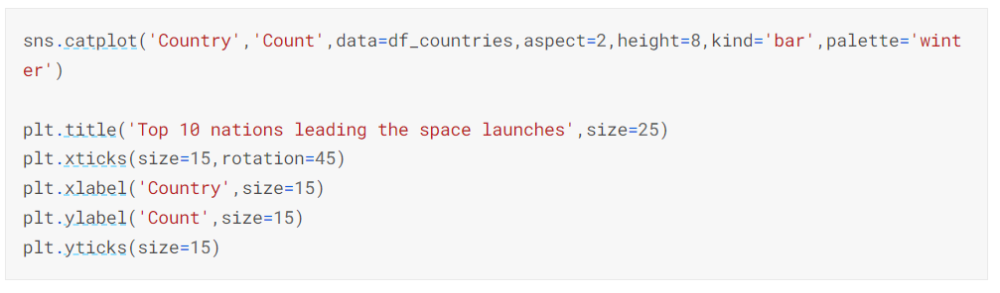 sns.catplot('Country','Count',data=df_countries,aspect=2,height=8,kind='bar',palette='wint
er')
plt.title('Top 10 nations leading the space launches',size=25)
plt.xticks(size=15,rotation=45)
plt.xlabel('Country',size=15)
plt.ylabel('Count',size=15)
plt.yticks(size=15)